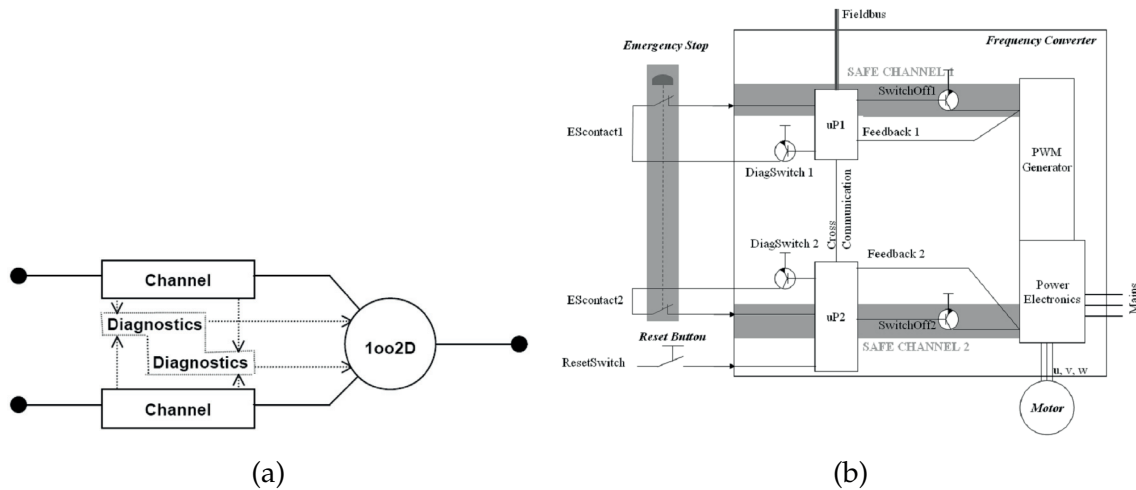 Channel
Diagnostics
Diagnostics
Channel
1oo2D
(a)
Fieldbus
Emergency Stop
Frequency Converter
SAFE CHANNEL 1
SwitchOff1
EScontact1
uP1
Feedback 1
DiagSwitch 1
PWM
Generator
Cross
Communication
DiagSwitch 2
Feedback 2
EScontact2
uP2
Power
Electronics
Mains
SwitchOff2
Reset Button
SAFE CHANNEL 2
ResetSwitch
u, v, w
Motor
(b)